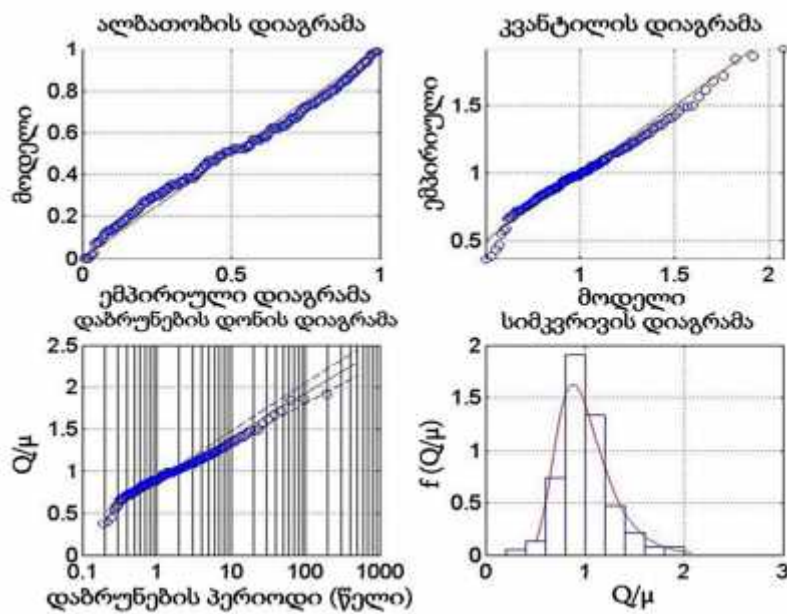 ალბათობის დიაგრამა
მოდელი
1
0.8
0.6
0.4
0.2
0
0 0.5 1
ემპირიული დიაგრამა
კვანტილის დიაგრამა
ემპირიული
1.5
1
0.5
1 1.5 2
მოდელი
დაბრუნების დონის დიაგრამა
Q/μ
2.5
2
1.5
1
0.5
0
0.1 1 10 100 1000
დაბრუნების პერიოდი (წელი)
სიმკვრივის დიაგრამა
f (Q/μ)
2
1.5
1
0.5
0
0 1 2 3
Q/μ